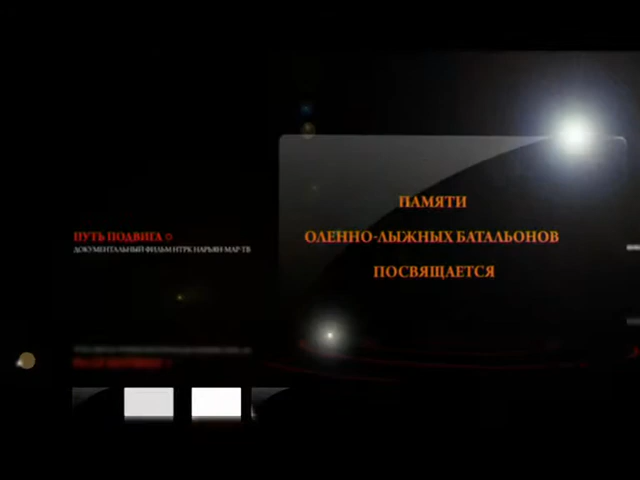 ПАМЯТИ
ОЛЕННО-ЛЫЖНЫХ БАТАЛЬОНОВ
ПОСВЯЩАЕТСЯ
ПУТЬ ПОДВИГА
ДОКУМЕНТАЛЬНЫЙ ФИЛЬМ НТРК НАРЬЯН-МАР ТВ